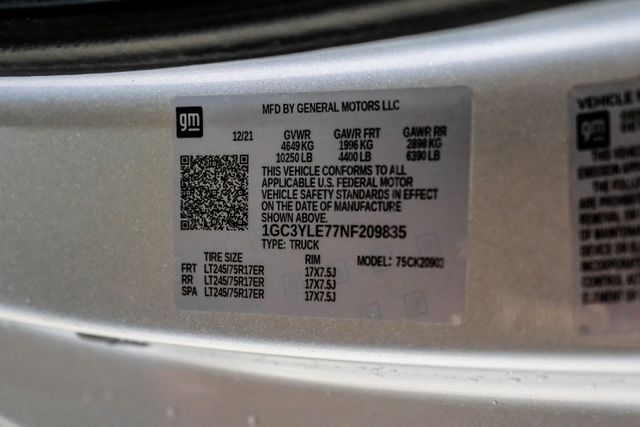 gm
MFD BY GENERAL MOTORS LLC
12/21 GVWR GAWR FRT GAWR RR
4649 KG 1996 KG 2898 KG
10250 LB 4400 LB 6390 LB
THIS VEHICLE CONFORMS TO ALL
APPLICABLE U.S. FEDERAL MOTOR
VEHICLE SAFETY STANDARDS IN EFFECT
ON THE DATE OF MANUFACTURE
SHOWN ABOVE.
1GC3YLE77NF209835
TYPE: TRUCK
TIRE SIZE RIM MODEL: 75CK20903
FRT LT245/75R17ER 17X7.5J
RR LT245/75R17ER 17X7.5J
SPA LT245/75R17ER 17X7.5J
VEHICLE
gm
THIS
EMISSION
THE